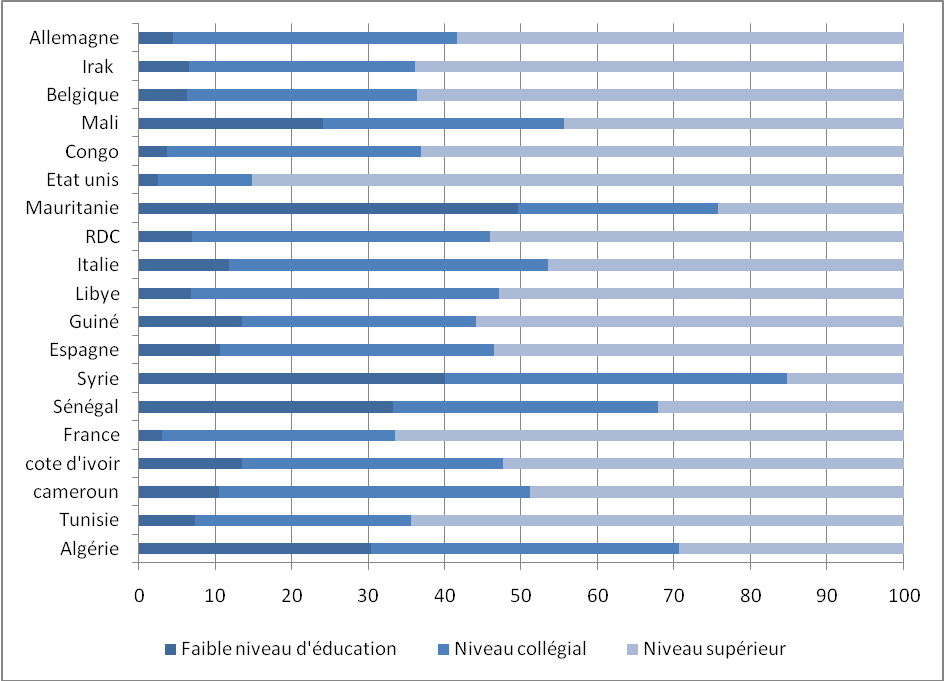 Allemagne
Irak
Belgique
Mali
Congo
Etat unis
Mauritanie
RDC
Italie
Libye
Guiné
Espagne
Syrie
Sénégal
France
cote d'ivoir
cameroun
Tunisie
Algérie
0 10 20 30 40 50 60 70 80 90 100
Faible niveau d'éducation Niveau collégial Niveau supérieur